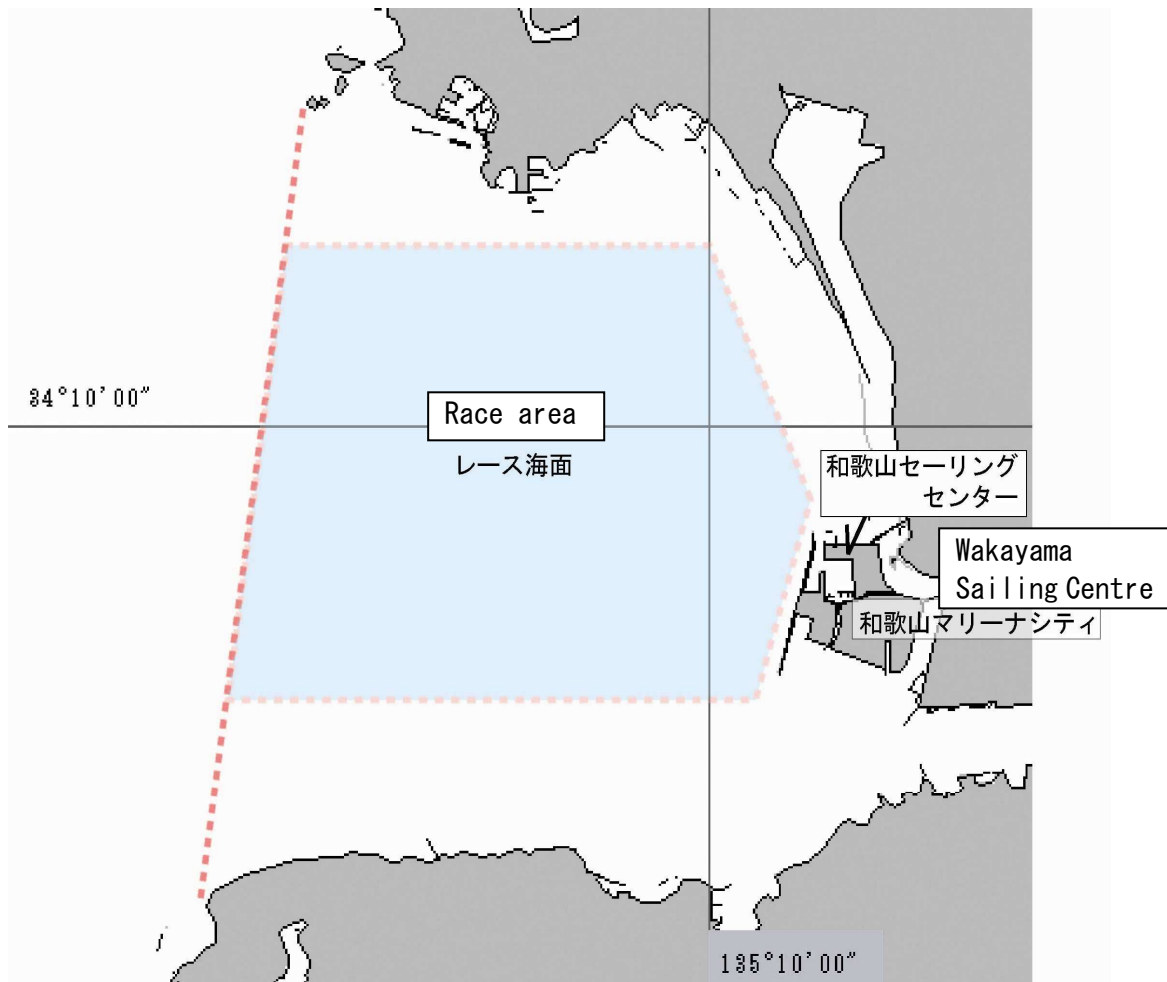 34°10'00"
Race area
レース海面
和歌山セーリング
センター
Wakayama
Sailing Centre
和歌山マリーナシティ
135°10'00"